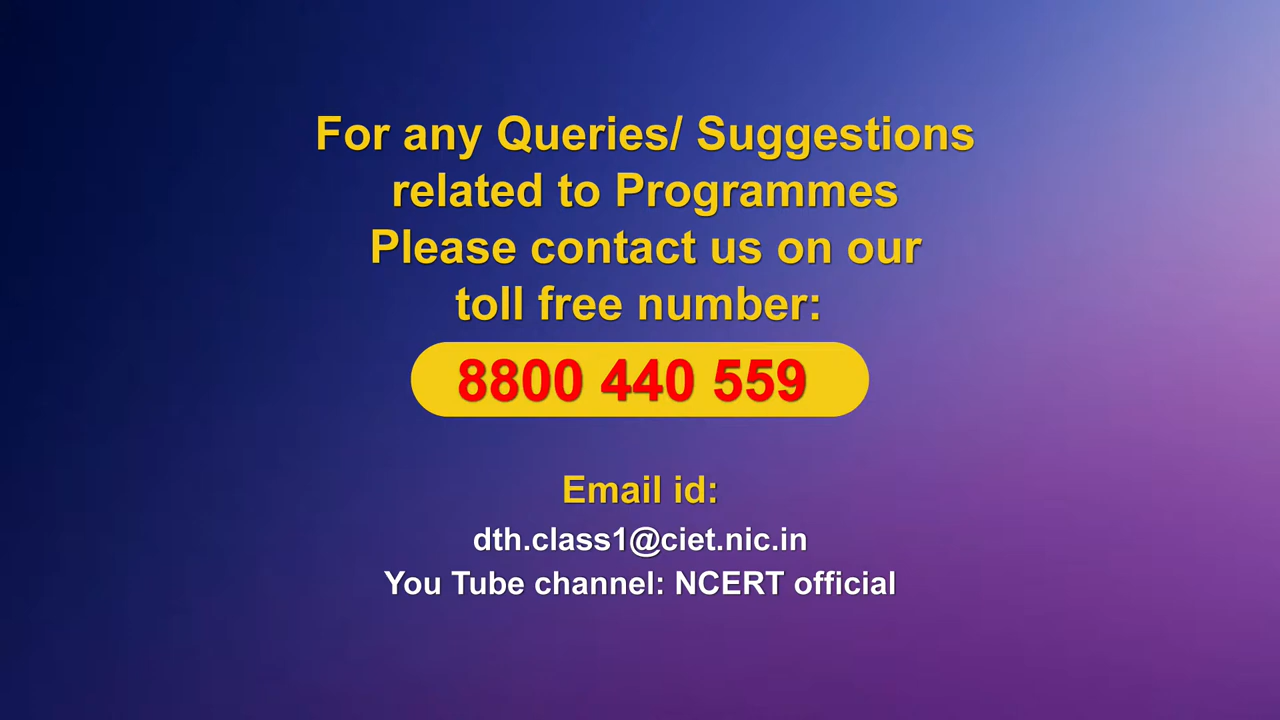 For any Queries/ Suggestions
related to Programmes
Please contact us on our
toll free number:
8800 440 559
Email id:
dth.class1@ciet.nic.in
You Tube channel: NCERT official